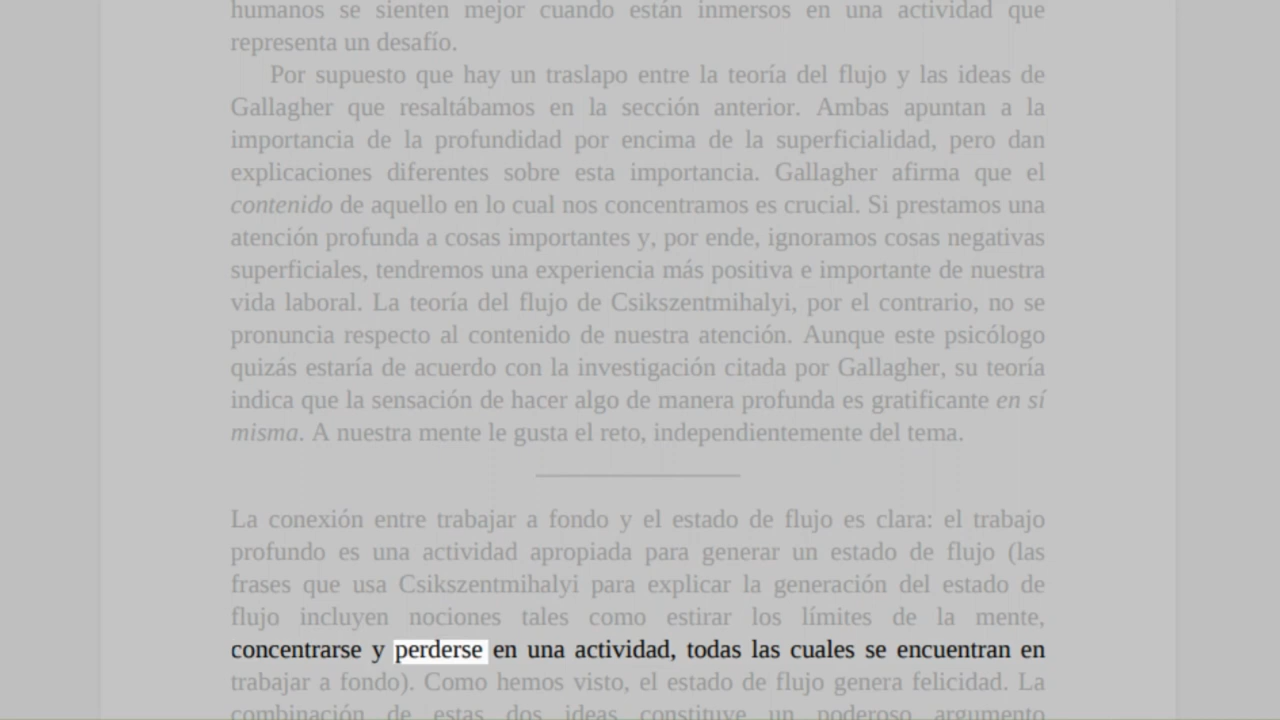 humanos se sienten mejor cuando están inmersos en una actividad que
representa un desafío.
Por supuesto que hay un traslapo entre la teoría del flujo y las ideas de
Gallagher que resaltábamos en la sección anterior. Ambas apuntan a la
importancia de la profundidad por encima de la superficialidad, pero dan
explicaciones diferentes sobre esta importancia. Gallagher afirma que el
contenido de aquello en lo cual nos concentramos es crucial. Si prestamos una
atención profunda a cosas importantes y, por ende, ignoramos cosas negativas
superficiales, tendremos una experiencia más positiva e importante de nuestra
vida laboral. La teoría del flujo de Csikszentmihalyi, por el contrario, no se
pronuncia respecto al contenido de nuestra atención. Aunque este psicólogo
quizás estaría de acuerdo con la investigación citada por Gallagher, su teoría
indica que la sensación de hacer algo de manera profunda es gratificante en sí
misma. A nuestra mente le gusta el reto, independientemente del tema.
La conexión entre trabajar a fondo y el estado de flujo es clara: el trabajo
profundo es una actividad apropiada para generar un estado de flujo (las
frases que usa Csikszentmihalyi para explicar la generación del estado de
flujo incluyen nociones tales como estirar los límites de la mente,
concentrarse y perderse en una actividad, todas las cuales se encuentran en
trabajar a fondo). Como hemos visto, el estado de flujo genera felicidad. La
combinación de estas dos ideas constituye un poderoso argumento